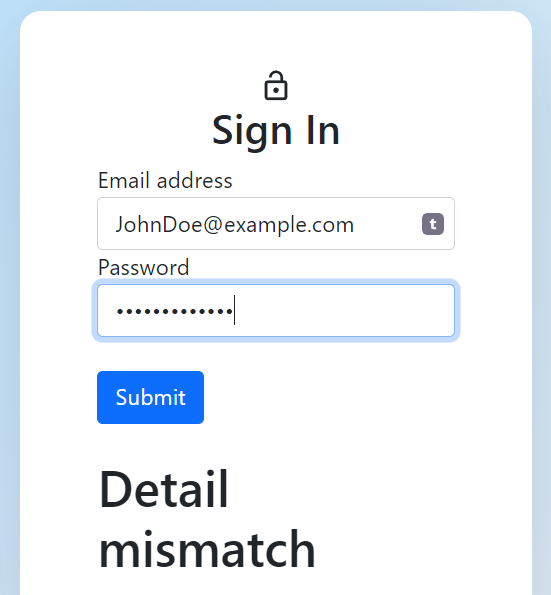 Sign In
Email address
JohnDoe@example.com t
Password
•••••••••••••
Submit
Detail
mismatch